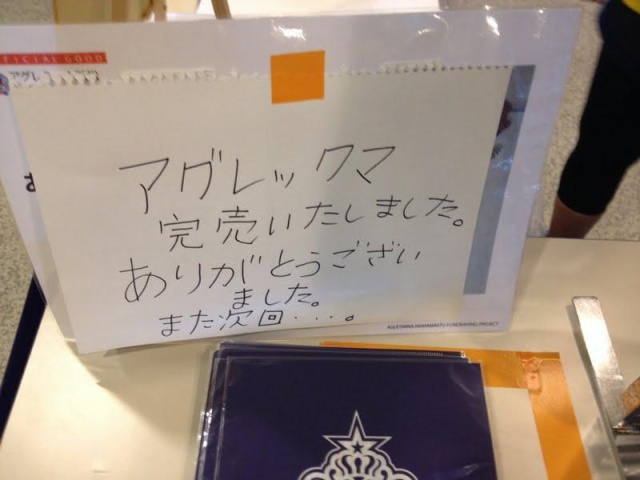 アグレックマ
完売いたしました。
ありがとうござい
ました。
また次回・・・。